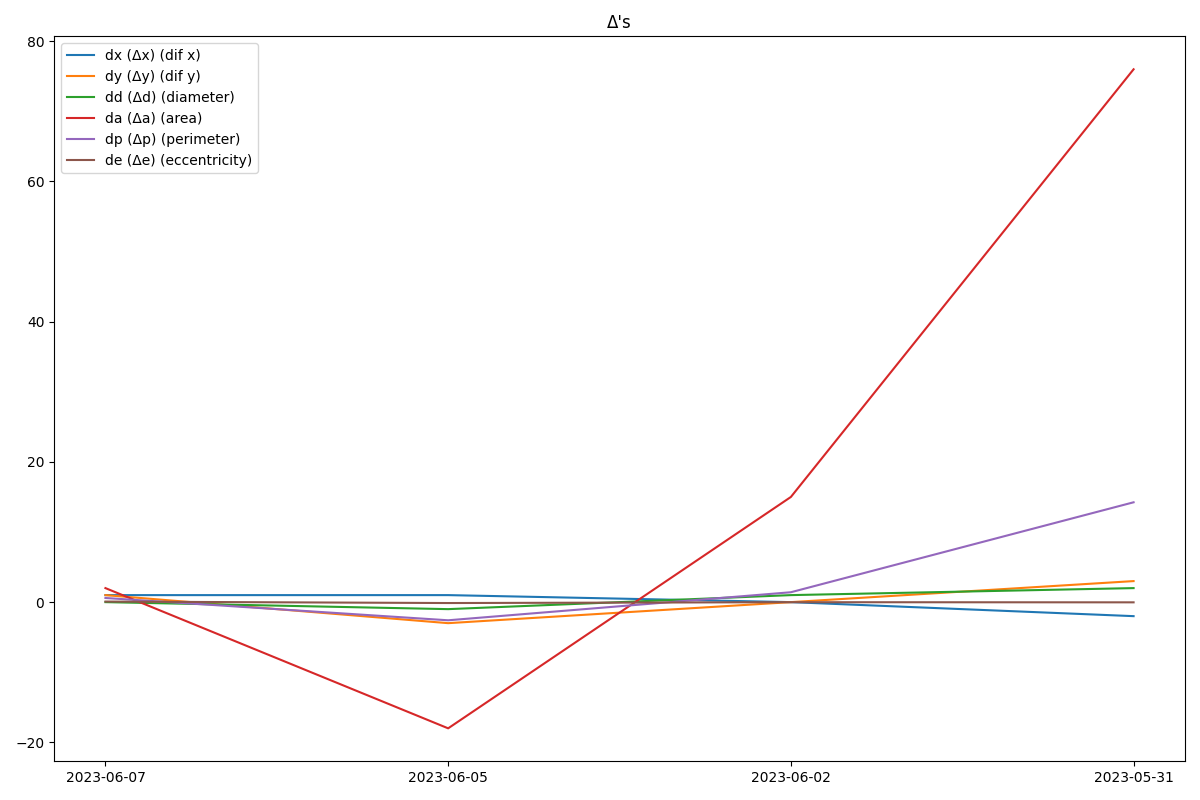 Δ's
80
60
40
20
0
−20
dx (Δx) (dif x)
dy (Δy) (dif y)
dd (Δd) (diameter)
da (Δa) (area)
dp (Δp) (perimeter)
de (Δe) (eccentricity)
2023-06-07
2023-06-05
2023-06-02
2023-05-31